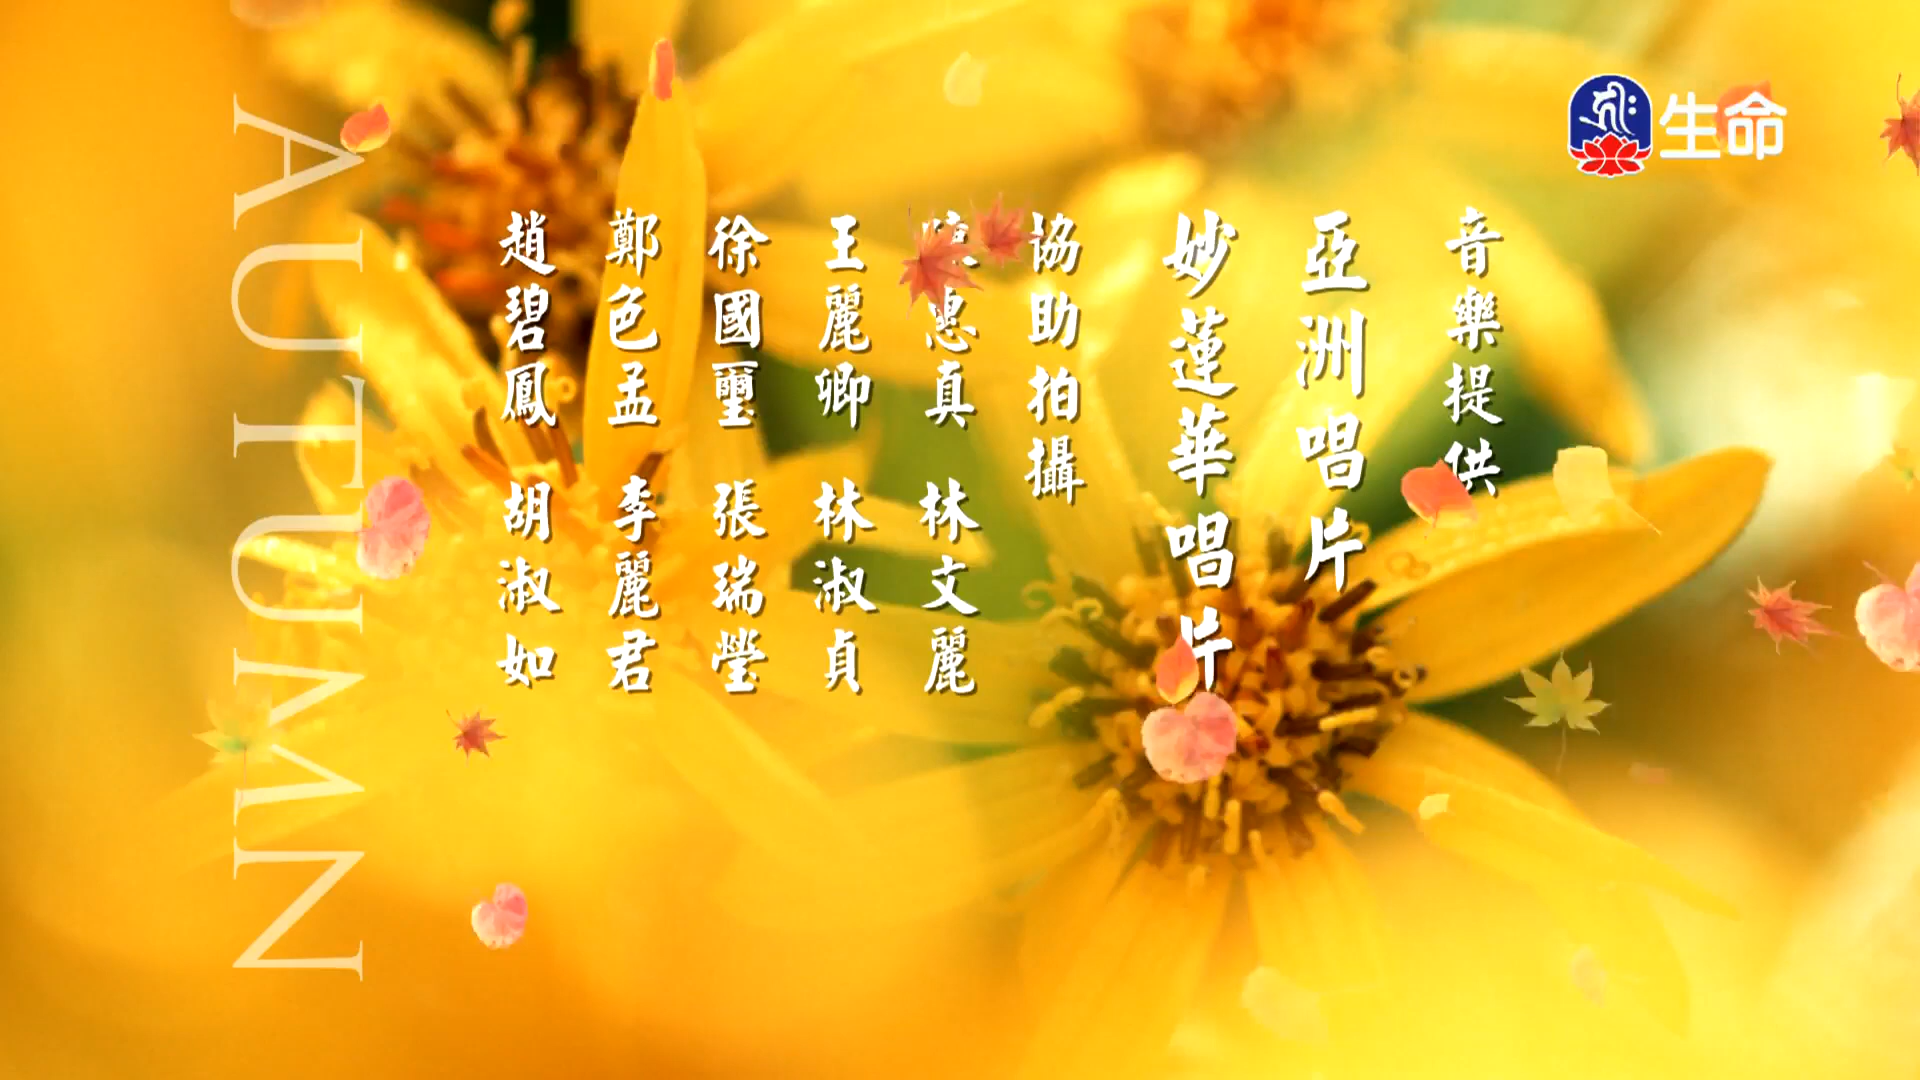 生命
音樂提供
亞洲唱片
妙蓮華唱片
協助拍攝
惠真 林文麗
王麗卿 林淑貞
徐國璽 張瑞瑩
鄭色孟 李麗君
趙碧鳳 胡淑如
AUTUMN